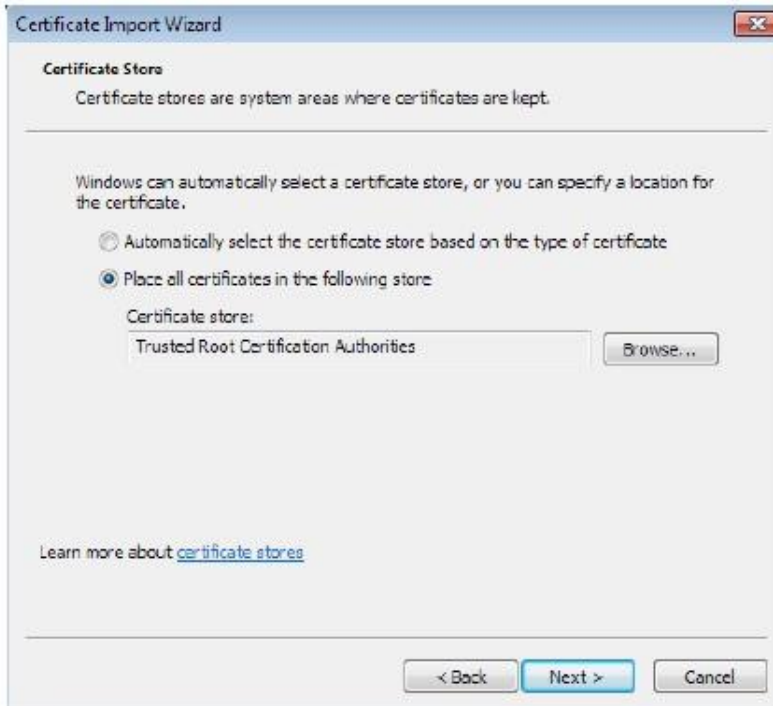 Certificate Import Wizard
Certificate Store
Certificate stores are system areas where certificates are kept.
Windows can automatically select a certificate store, or you can specify a location for
the certificate.
Automatically select the certificate store based on the type of certificate
Place all certificates in the following store
Certificate store:
Trusted Root Certification Authorities
Browse...
Learn more about certificate stores
< Back
Next >
Cancel